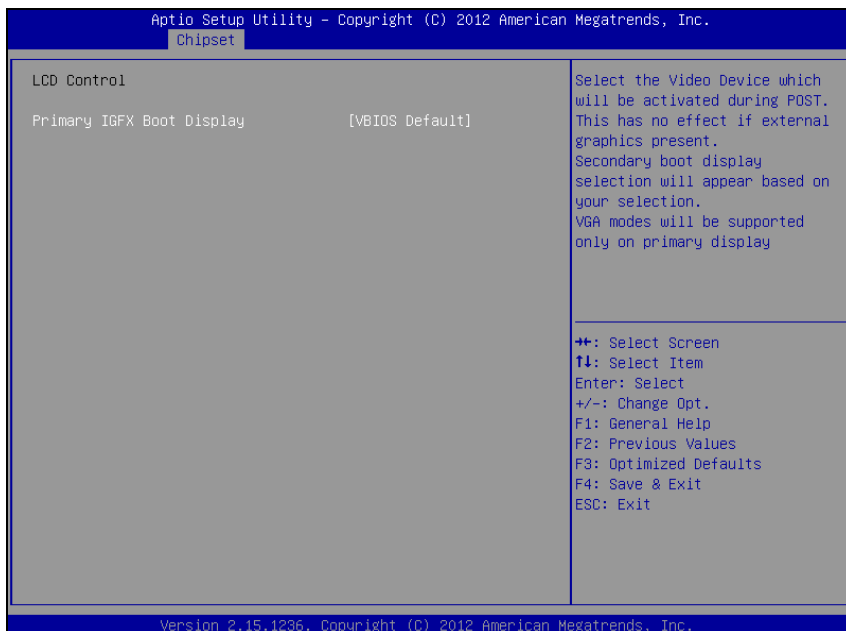 Aptio Setup Utility – Copyright (C) 2012 American Megatrends, Inc.
Chipset
LCD Control
Primary IGFX Boot Display [VBIOS Default]
Select the Video Device which
will be activated during POST.
This has no effect if external
graphics present.
Secondary boot display
selection will appear based on
your selection.
VGA modes will be supported
only on primary display
→←: Select Screen
↑↓: Select Item
Enter: Select
+/-: Change Opt.
F1: General Help
F2: Previous Values
F3: Optimized Defaults
F4: Save & Exit
ESC: Exit
Version 2.15.1236. Copyright (C) 2012 American Megatrends, Inc.